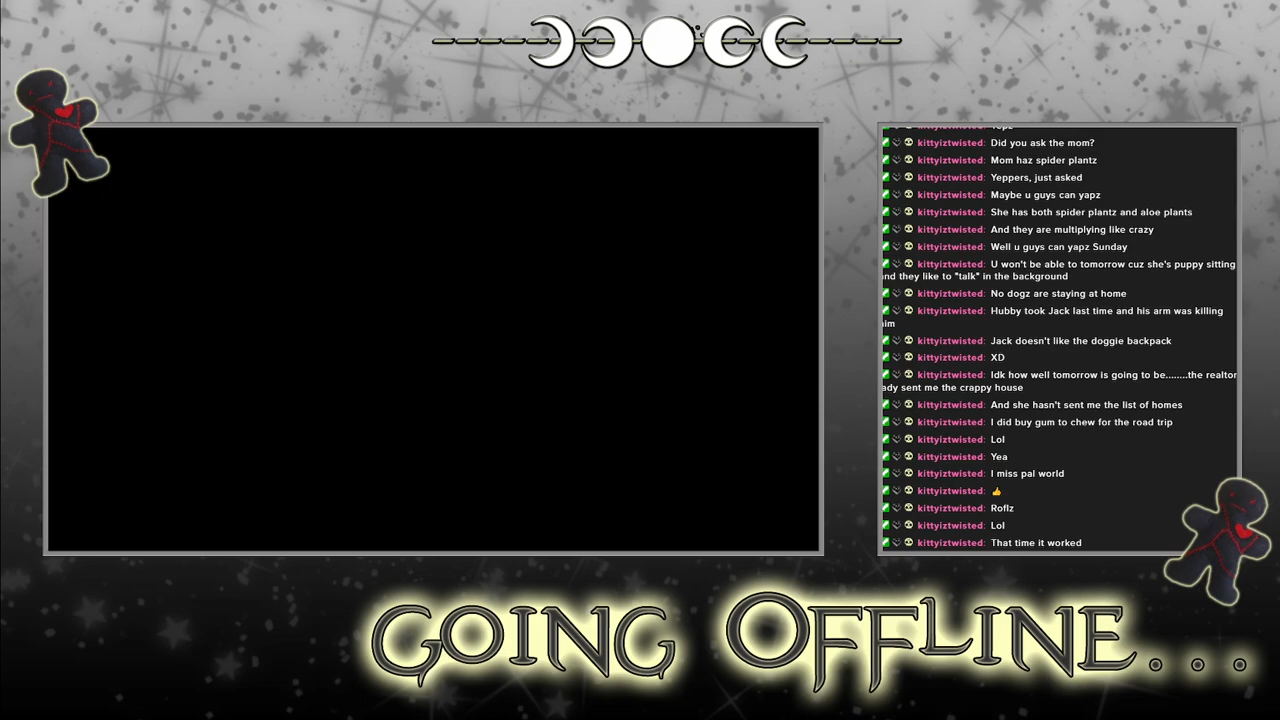 kittyiztwisted: Yepz
kittyiztwisted: Did you ask the mom?
kittyiztwisted: Mom haz spider plantz
kittyiztwisted: Yeppers, just asked
kittyiztwisted: Maybe u guys can yapz
kittyiztwisted: She has both spider plantz and aloe plants
kittyiztwisted: And they are multiplying like crazy
kittyiztwisted: Well u guys can yapz Sunday
kittyiztwisted: U won't be able to tomorrow cuz she's puppy sitting
nd they like to "talk" in the background
kittyiztwisted: No dogz are staying at home
kittyiztwisted: Hubby took Jack last time and his arm was killing
im
kittyiztwisted: Jack doesn't like the doggie backpack
kittyiztwisted: XD
kittyiztwisted: Idk how well tomorrow is going to be........the realtor
ady sent me the crappy house
kittyiztwisted: And she hasn't sent me the list of homes
kittyiztwisted: I did buy gum to chew for the road trip
kittyiztwisted: Lol
kittyiztwisted: Yea
kittyiztwisted: I miss pal world
kittyiztwisted: 👍
kittyiztwisted: Roflz
kittyiztwisted: Lol
kittyiztwisted: That time it worked
Going Offline...